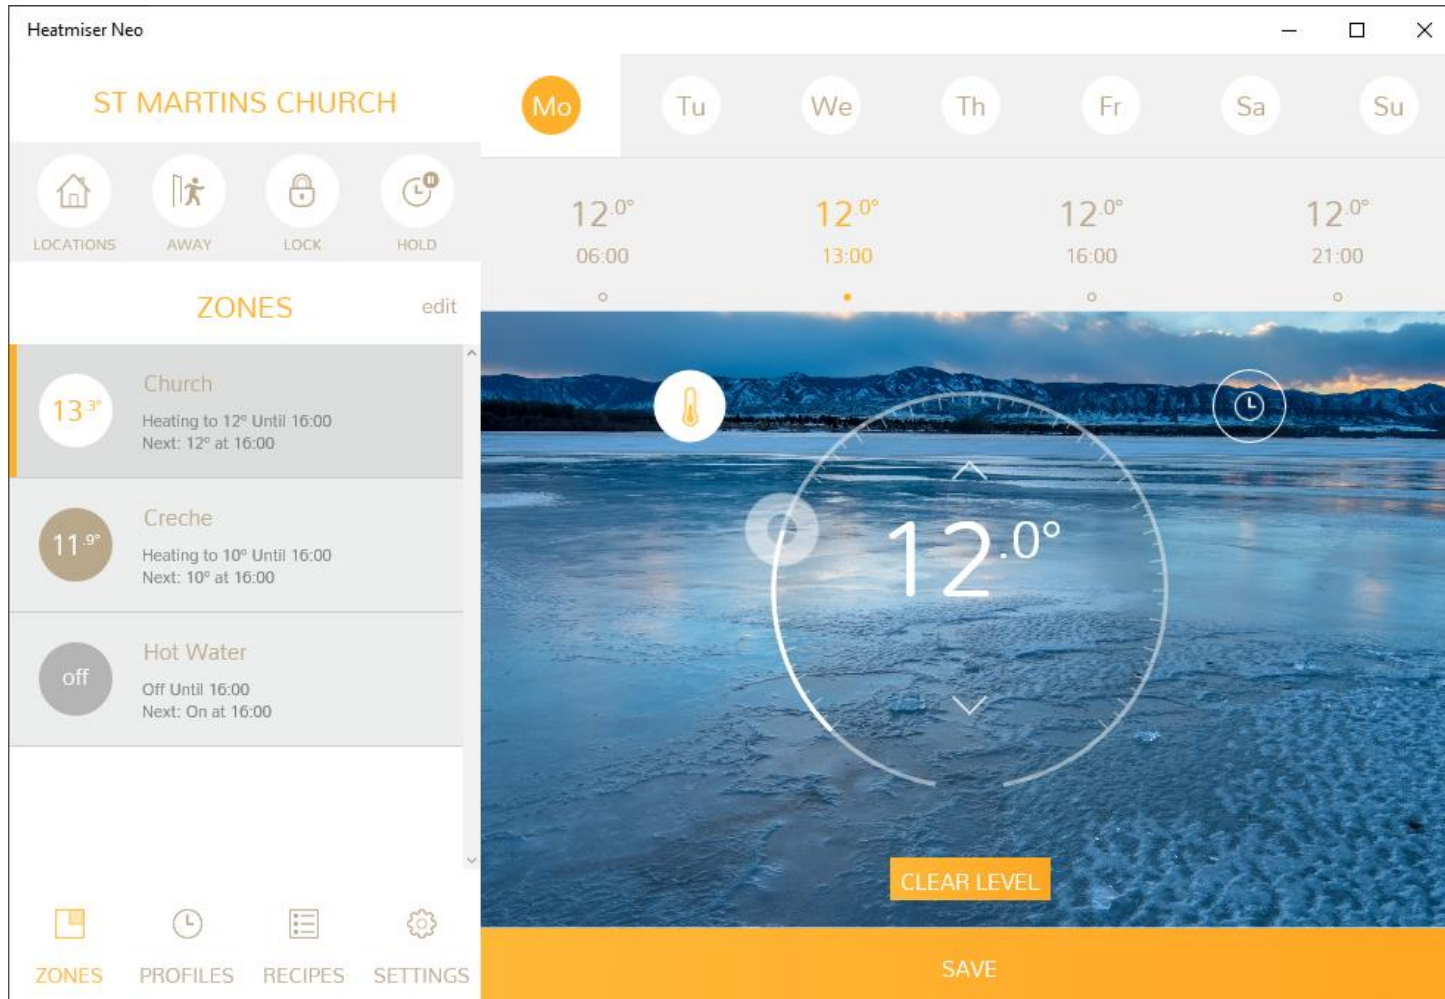 Heatmiser Neo
ST MARTINS CHURCH
LOCATIONS AWAY LOCK HOLD
ZONES edit
13.3°
Church
Heating to 12° Until 16:00
Next: 12° at 16:00
11.9°
Creche
Heating to 10° Until 16:00
Next: 10° at 16:00
off
Hot Water
Off Until 16:00
Next: On at 16:00
ZONES PROFILES RECIPES SETTINGS
Mo Tu We Th Fr Sa Su
12.0° 12.0° 12.0° 12.0°
06:00 13:00 16:00 21:00
12.0°
CLEAR LEVEL
SAVE